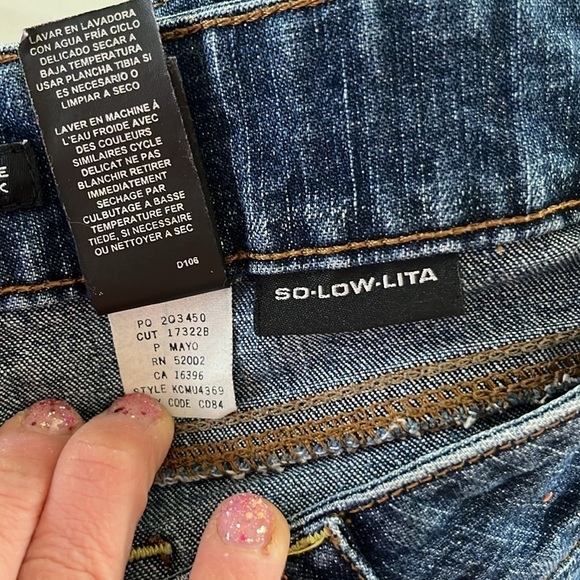 LAVAR EN LAVADORA
CON AGUA FRÍA CICLO
DELICADO SECAR A
BAJA TEMPERATURA
USAR PLANCHA TIBIA SI
ES NECESARIO O
LIMPIAR A SECO
LAVER EN MACHINE À
L'EAU FROIDE AVEC
DES COULEURS
SIMILAIRES CYCLE
DELICAT NE PAS
BLANCHIR RETIRER
IMMEDIATEMENT
SECHAGE PAR
CULBUTAGE A BASSE
TEMPERATURE FER
TIEDE, SI NECESSAIRE
OU NETTOYER A SEC
D106
PO 203450
CUT 17322B
P MAYO
RN 52002
CA 16396
STYLE KCMU4369
CODE C084
SO-LOW-LITA
E
K